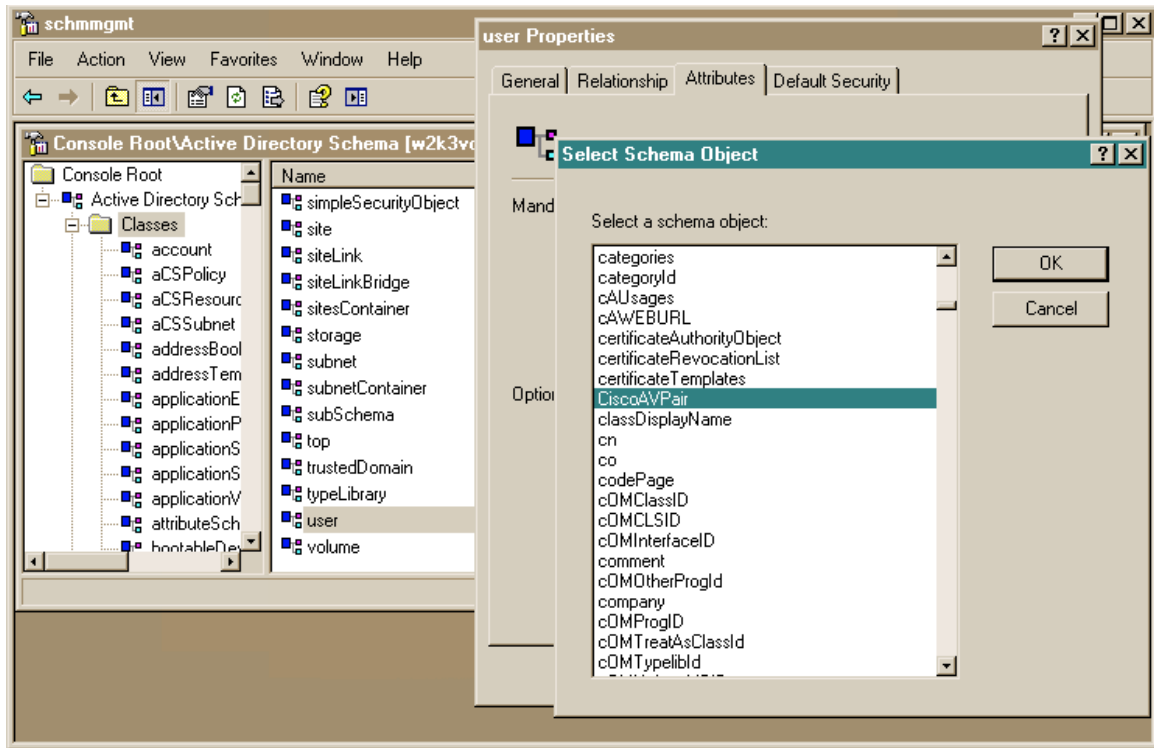 schmmgmt
File Action View Favorites Window Help
Console Root\Active Directory Schema [w2k3vc
Console Root
Active Directory Sch
Classes
account
aCSPolicy
aCSResourc
aCSSubnet
addressBool
addressTem
applicationE
applicationP
applicationS
applicationS
applicationV
attributeSch
bootableDev
Name
simpleSecurityObject
site
siteLink
siteLinkBridge
sitesContainer
storage
subnet
subnetContainer
subSchema
top
trustedDomain
typeLibrary
user
volume
user Properties
General Relationship Attributes Default Security
Mand
Option
Select Schema Object
Select a schema object:
categories
categoryId
cAUsages
cAWEBURL
certificateAuthorityObject
certificateRevocationList
certificateTemplates
CiscoAVPair
classDisplayName
cn
co
codePage
cOMClassID
cOMCLSID
cOMInterfaceID
comment
cOMOtherProgId
company
cOMProgID
cOMTreatAsClassId
cOMTypelibId
OK
Cancel